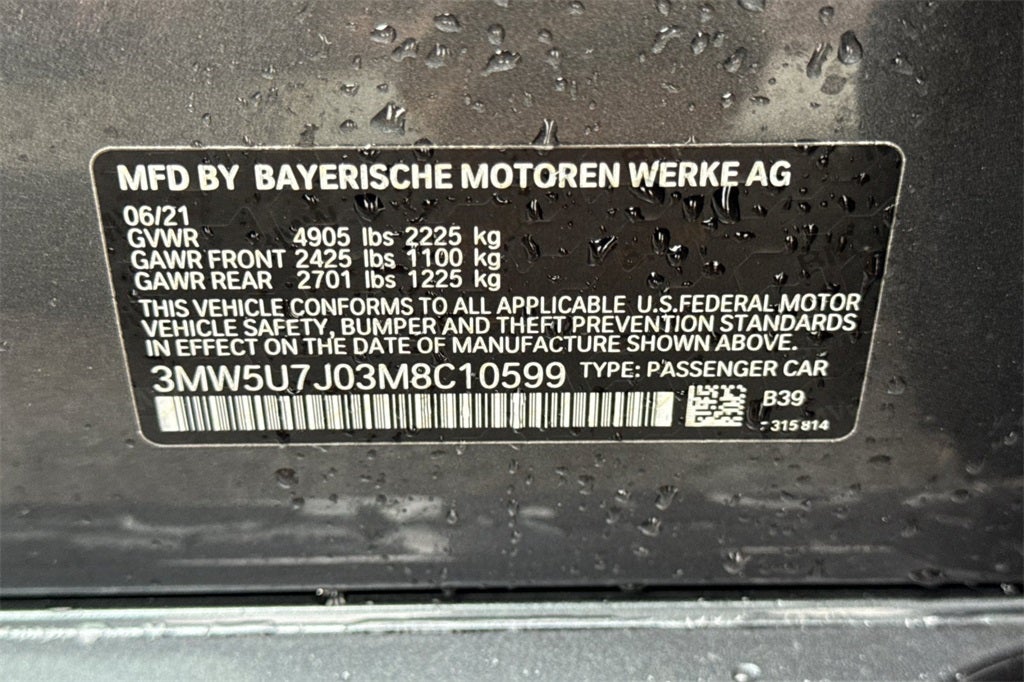 MFD BY BAYERISCHE MOTOREN WERKE AG
06/21
GVWR 4905 lbs 2225 kg
GAWR FRONT 2425 lbs 1100 kg
GAWR REAR 2701 lbs 1225 kg
THIS VEHICLE CONFORMS TO ALL APPLICABLE U.S.FEDERAL MOTOR
VEHICLE SAFETY, BUMPER AND THEFT PREVENTION STANDARDS
IN EFFECT ON THE DATE OF MANUFACTURE SHOWN ABOVE.
3MW5U7J03M8C10599 TYPE: PASSENGER CAR
B39
315 814